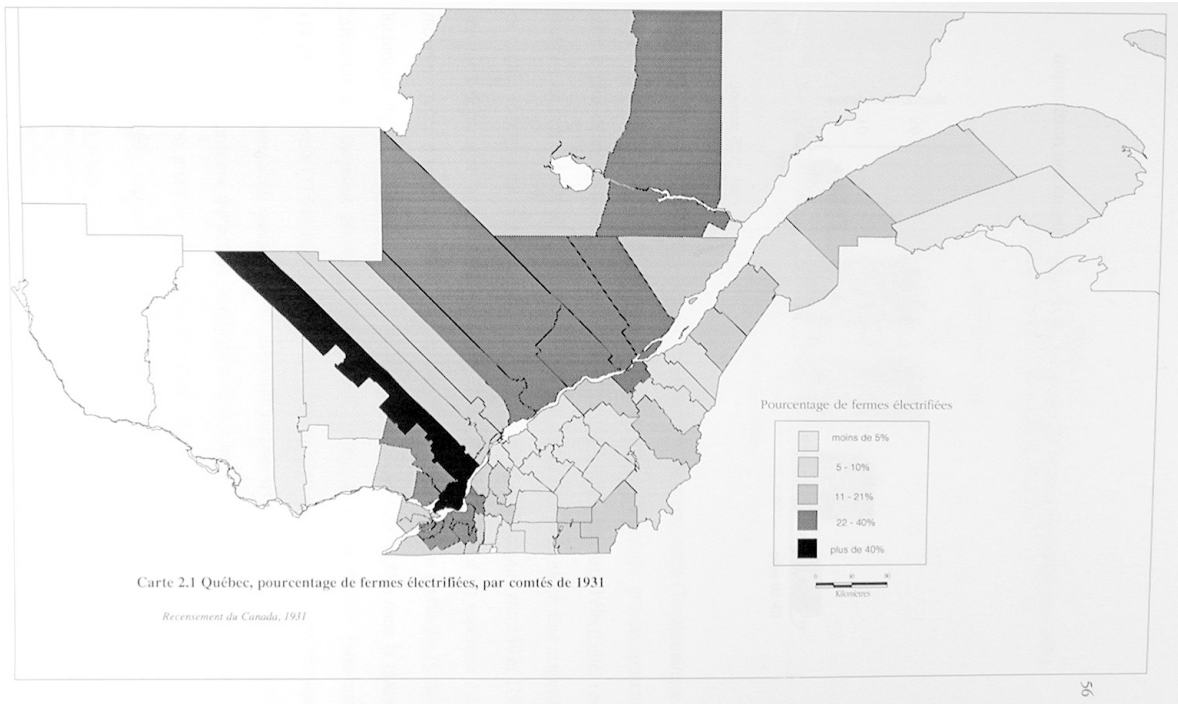 Pourcentage de fermes électrifiées
moins de 5%
5 - 10%
11 - 21%
22 - 40%
plus de 40%
Kilomètres
Carte 2.1 Québec, pourcentage de fermes électrifiées, par comtés de 1931
Recensement du Canada, 1931
56